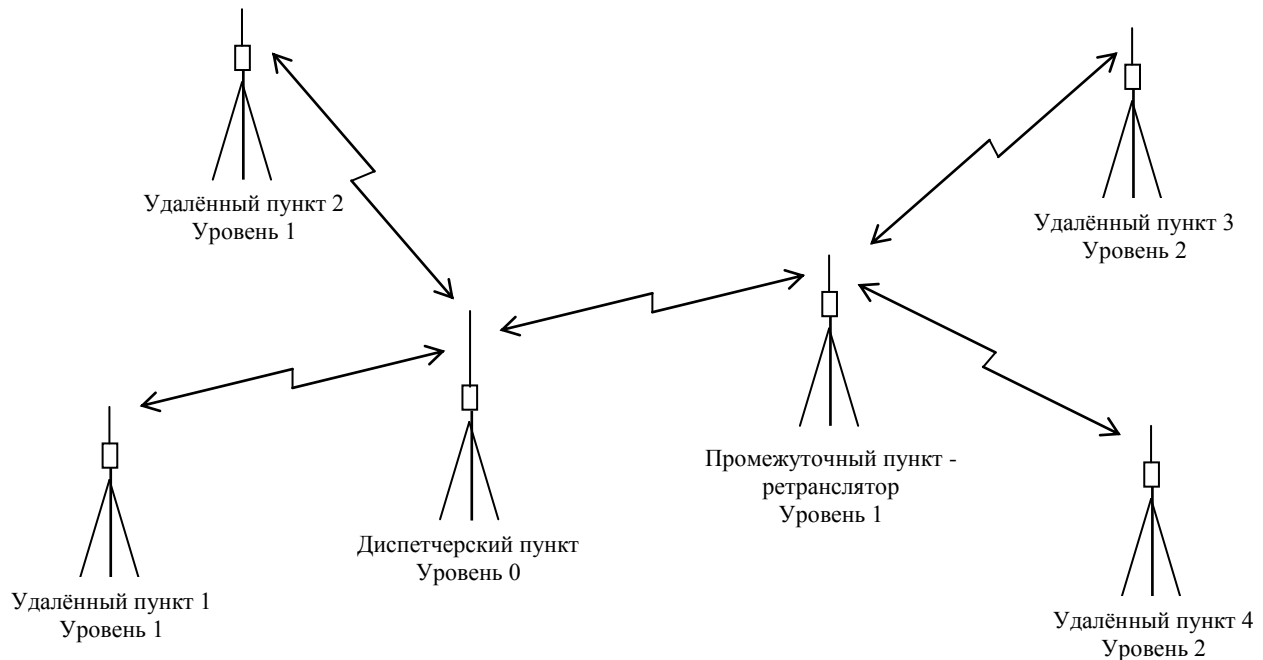 Удалённый пункт 2
Уровень 1
Удалённый пункт 3
Уровень 2
Промежуточный пункт -
ретранслятор
Уровень 1
Диспетчерский пункт
Уровень 0
Удалённый пункт 1
Уровень 1
Удалённый пункт 4
Уровень 2